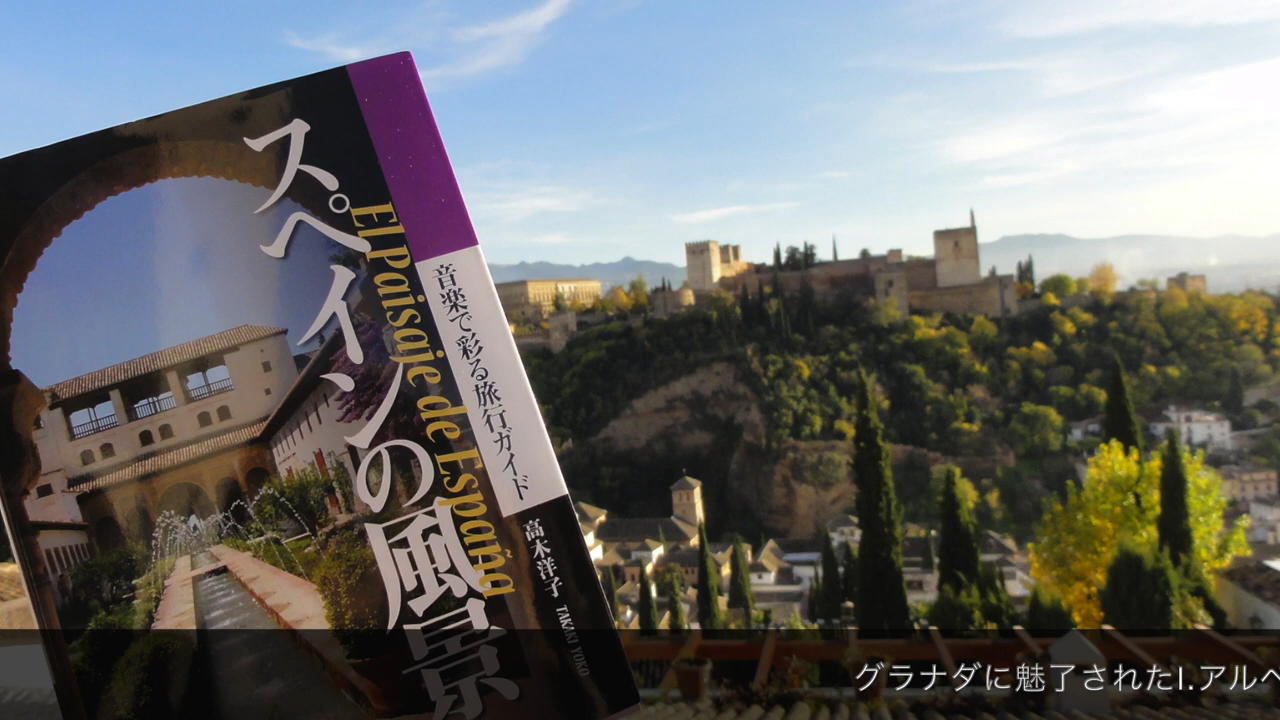 スペインの風景
El Paisaje de España
音楽で彩る旅行ガイド
高木洋子 TAKAKI YOKO
グラナダに魅了されたI.アルベ